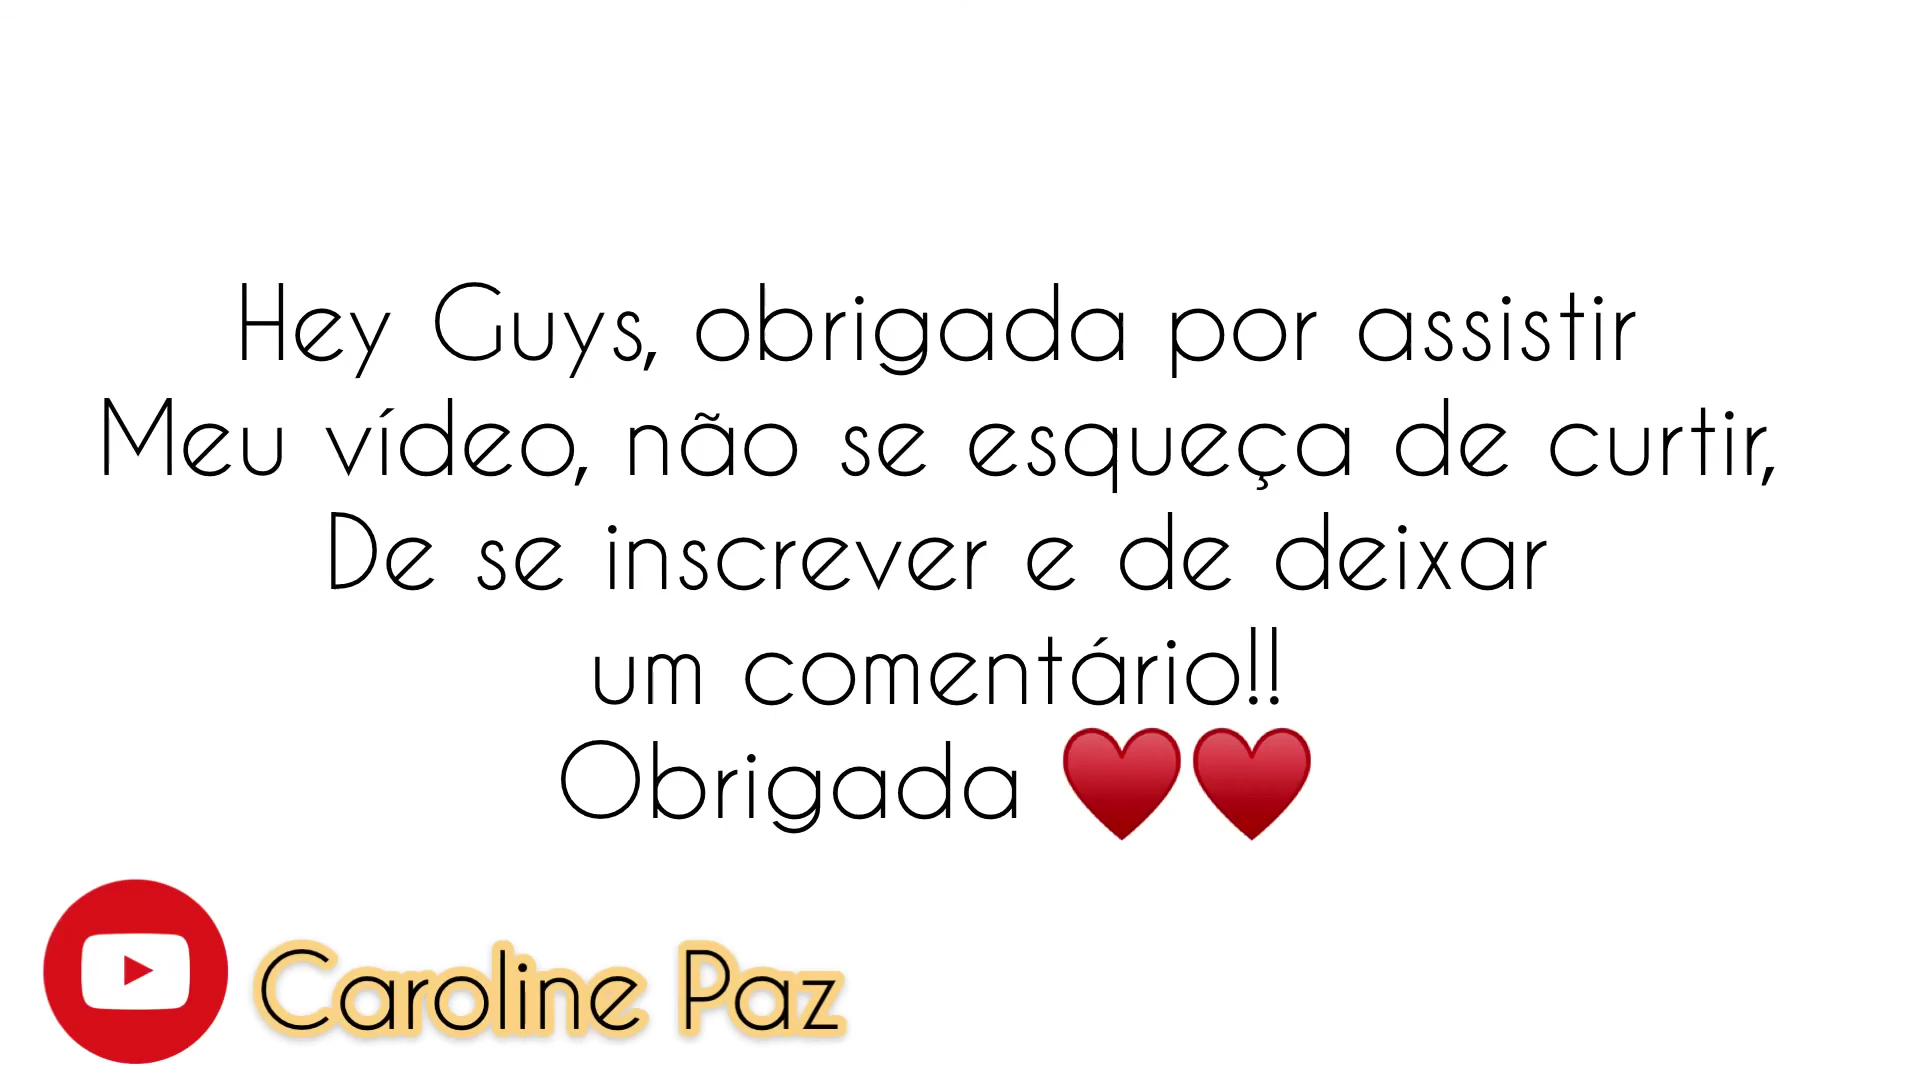 Hey Guys, obrigada por assistir
Meu vídeo, não se esqueça de curtir,
De se inscrever e de deixar
um comentário!!
Obrigada ♥️♥️
Caroline Paz